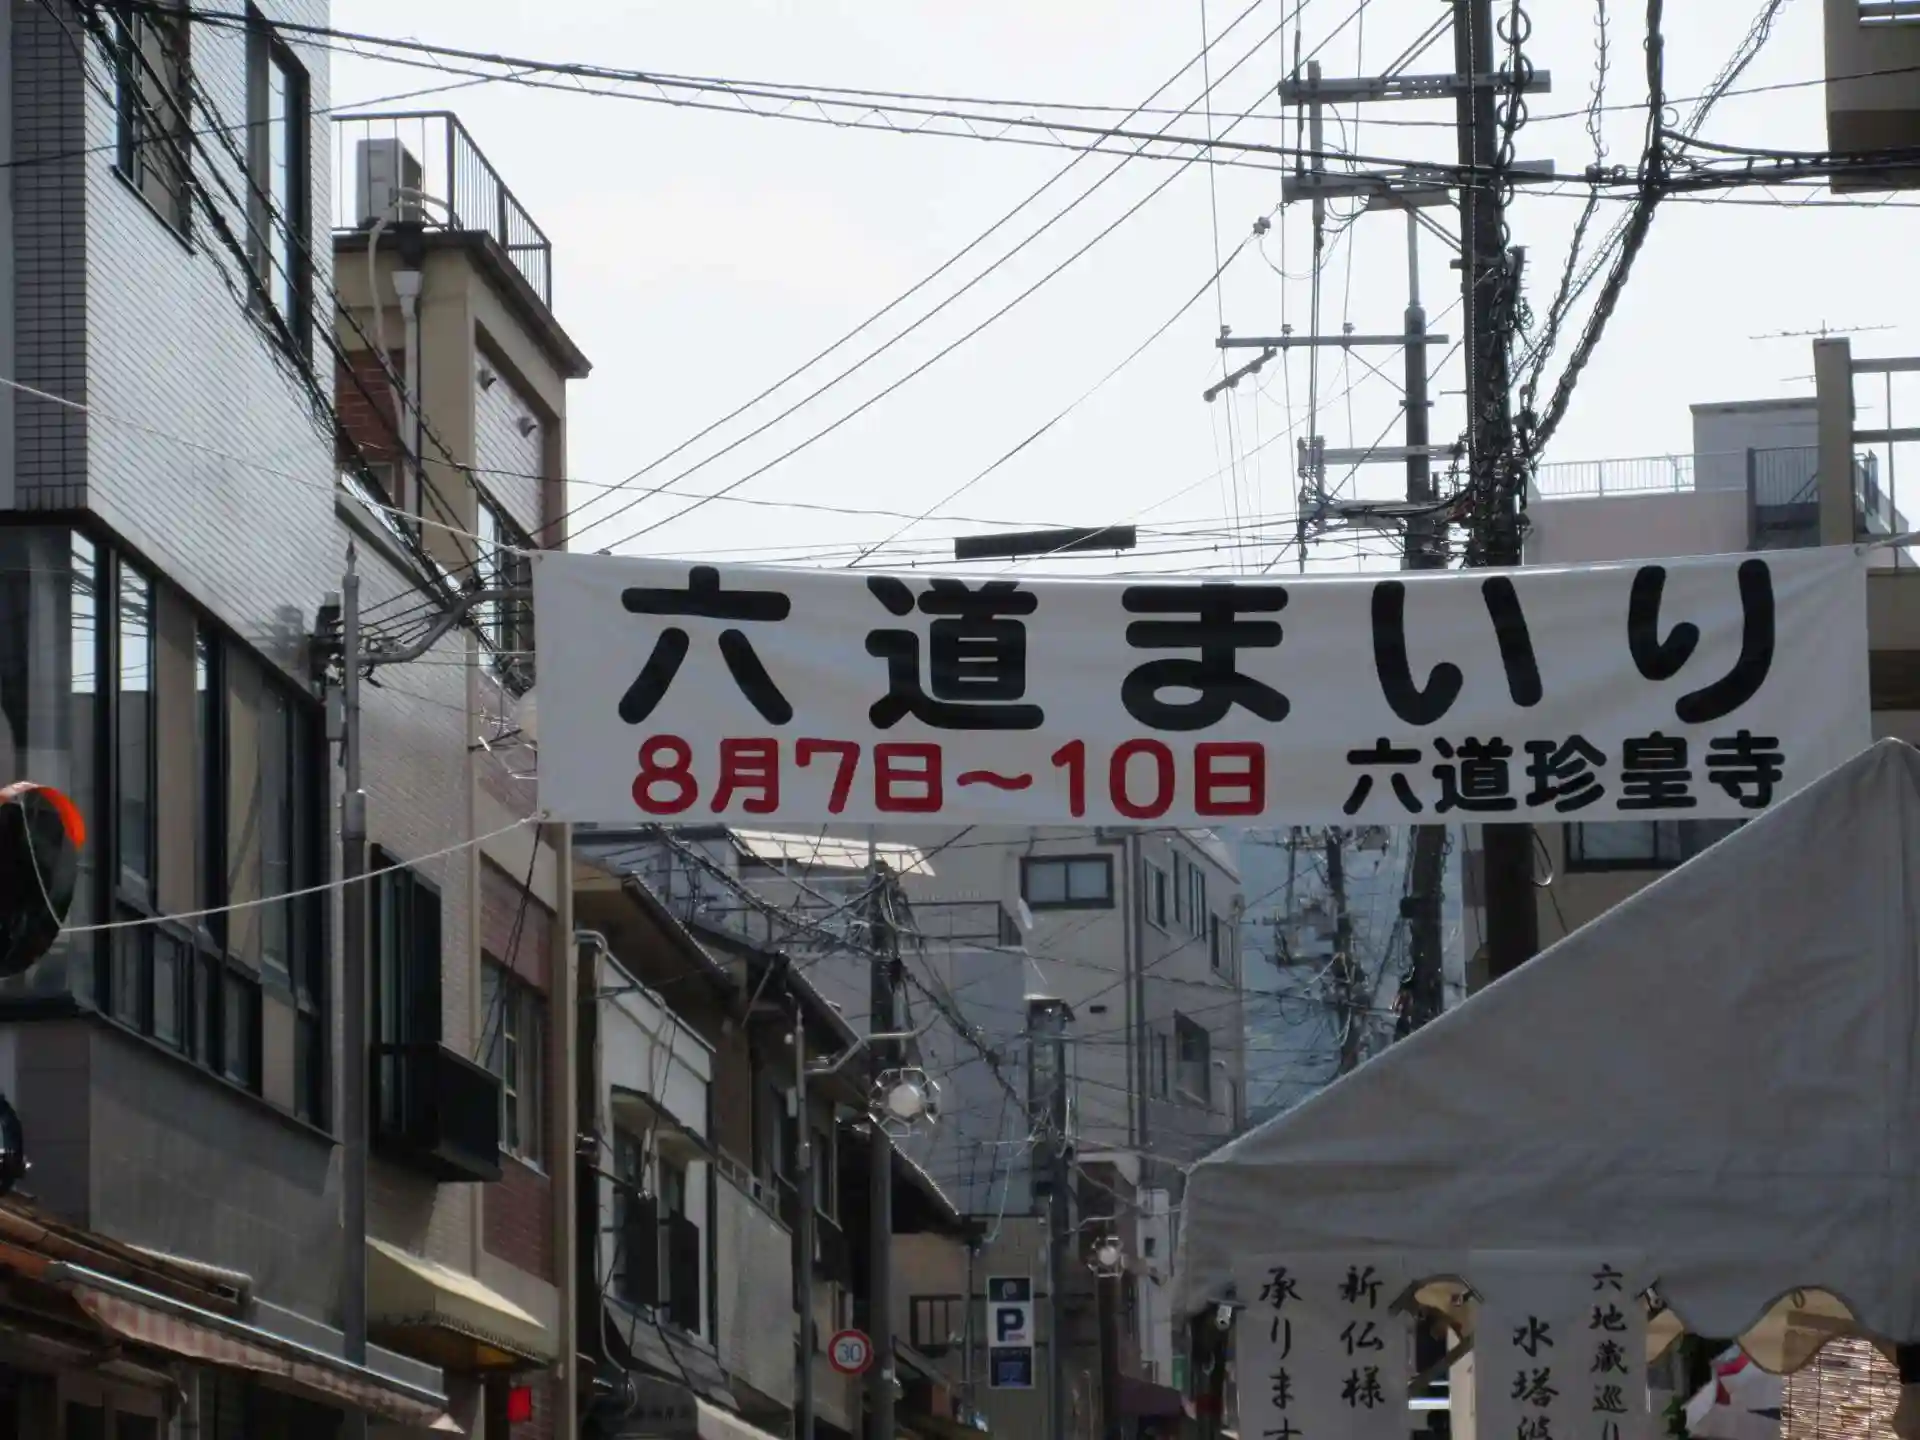 六道まいり
8月7日～10日 六道珍皇寺
P
30
六地蔵巡り
水塔婆
新仏様
承ります